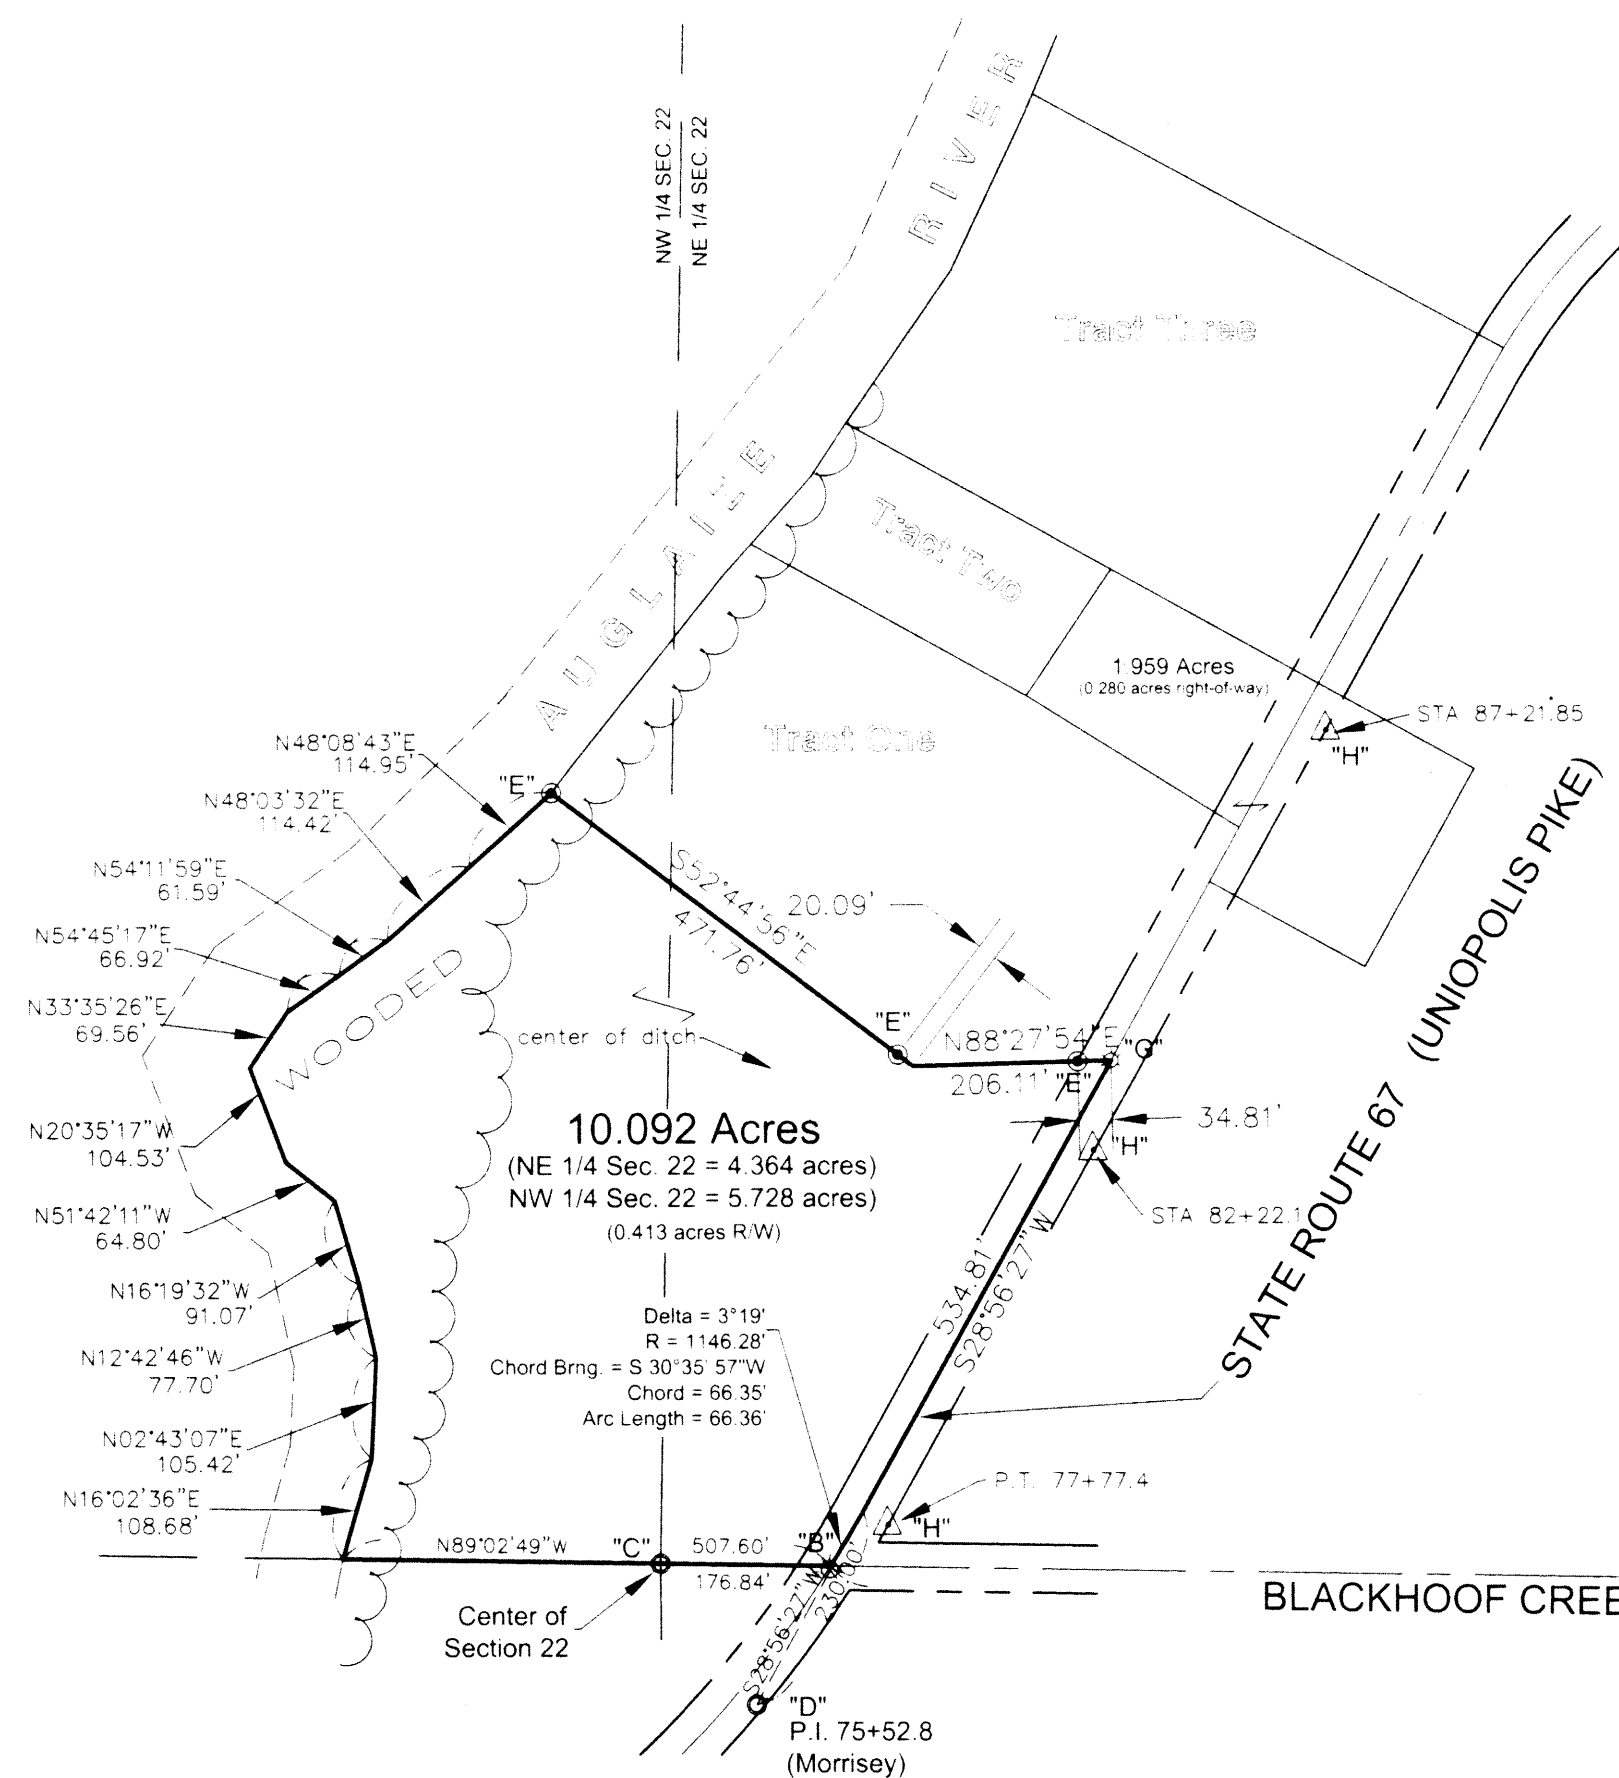 NW 1/4 SEC. 22
NE 1/4 SEC. 22
AUGLAIZE RIVER
Tract Three
Tract Two
1.959 Acres
(0.280 acres right-of-way)
STA 87+21.85
"H"
Tract One
N48°08'43"E
114.95'
"E"
N48°03'32"E
114.42'
N54°11'59"E
61.59'
N54°45'17"E
66.92'
N33°35'26"E
69.56'
WOODED
S52°44'56"E
471.76'
20.09'
center of ditch
"E"
N88°27'54"E
206.11'
"E"
"G"
34.81'
"H"
STA 82+22.1
N20°35'17"W
104.53'
N51°42'11"W
64.80'
N16°19'32"W
91.07'
N12°42'46"W
77.70'
N02°43'07"E
105.42'
N16°02'36"E
108.68'
10.092 Acres
(NE 1/4 Sec. 22 = 4.364 acres)
NW 1/4 Sec. 22 = 5.728 acres)
(0.413 acres R/W)
Delta = 3°19'
R = 1146.28'
Chord Brng. = S 30°35' 57"W
Chord = 66.35'
Arc Length = 66.36'
534.81'
S28°56'27"W
STATE ROUTE 67 (UNIOPOLIS PIKE)
P.T. 77+77.4
"H"
N89°02'49"W
"C"
507.60'
176.84'
"B"
Center of
Section 22
S28°56'27"W
230.00'
BLACKHOOF CREE
"D"
P.I. 75+52.8
(Morrisey)